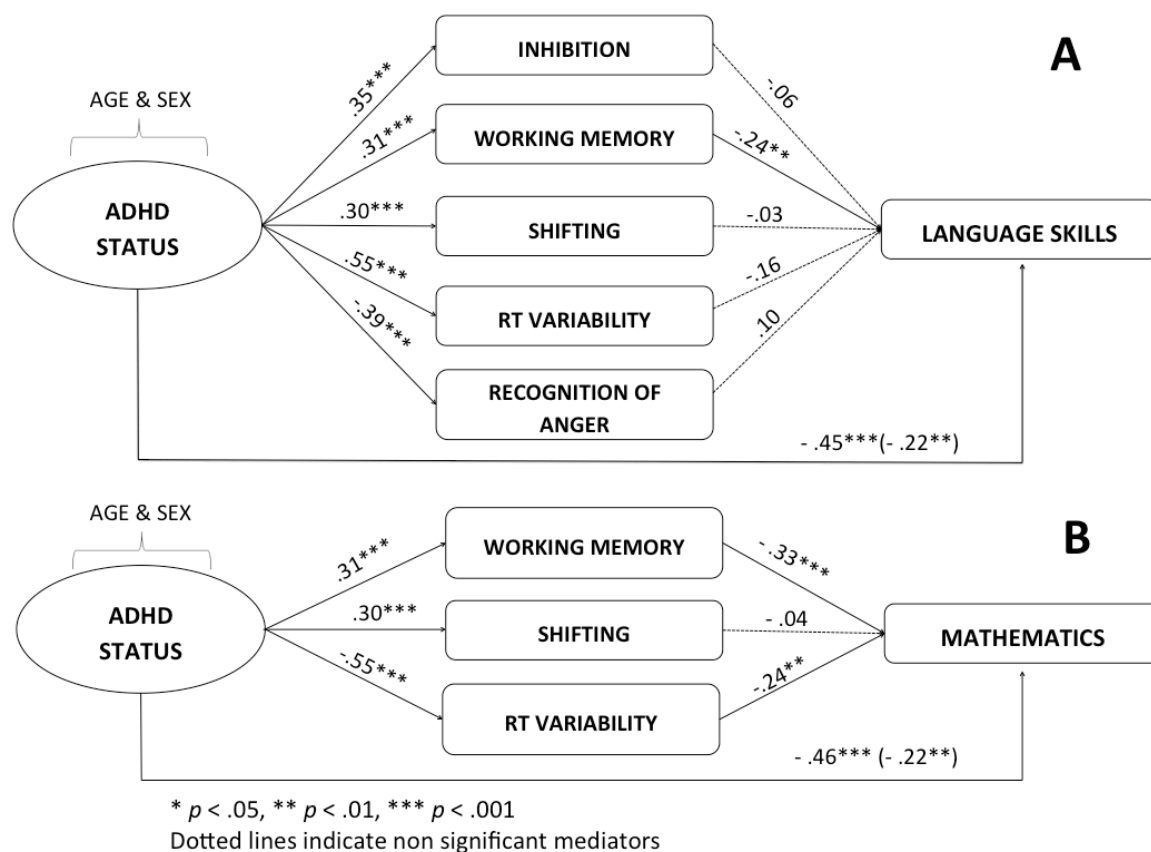 A
AGE & SEX
ADHD
STATUS
.35***
.31***
.30***
.55***
-.39***
INHIBITION
WORKING MEMORY
SHIFTING
RT VARIABILITY
RECOGNITION OF
ANGER
-.06
-.24**
-.03
-.16
.10
LANGUAGE SKILLS
- .45***(- .22**)
B
AGE & SEX
ADHD
STATUS
.31***
.30***
-.55***
WORKING MEMORY
SHIFTING
RT VARIABILITY
- .33***
- .04
-.24**
MATHEMATICS
- .46*** (- .22**)
* p < .05, ** p < .01, *** p < .001
Dotted lines indicate non significant mediators